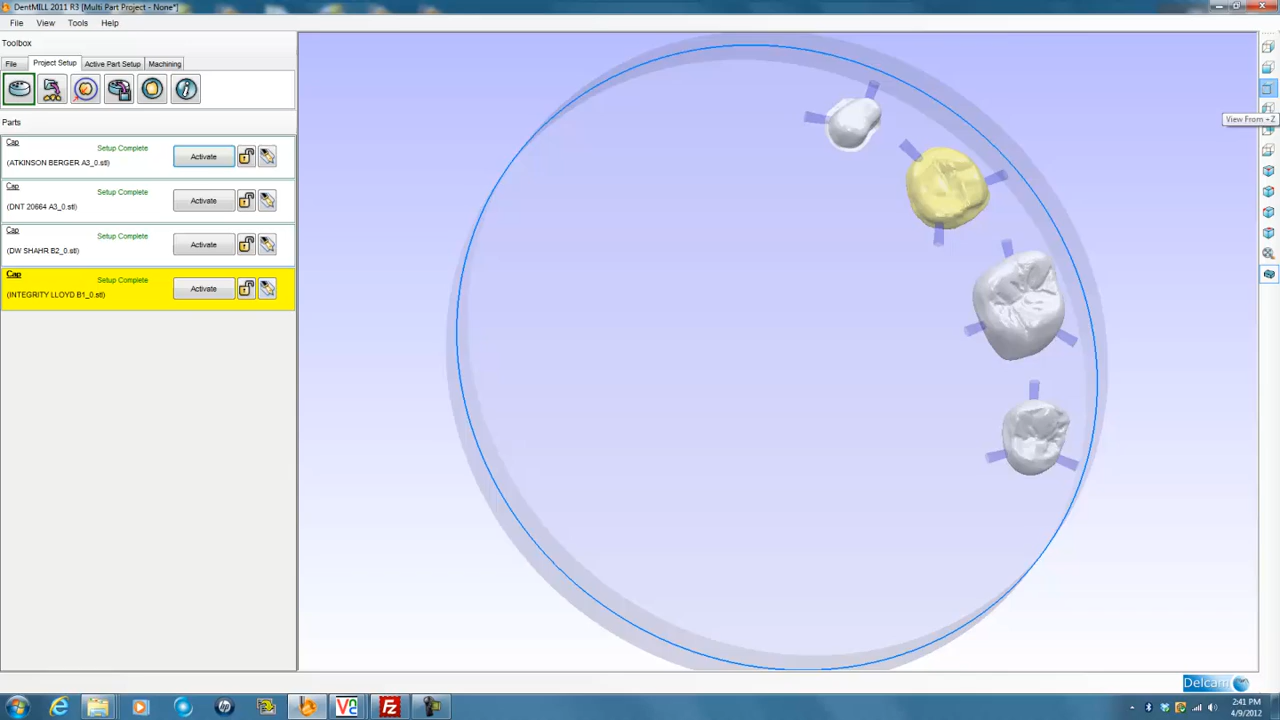 DentMILL 2011 R3 [Multi Part Project - None*]
File View Tools Help
Toolbox
File Project Setup Active Part Setup Machining
Parts
Cap
Setup Complete
(ATKINSON BERGER A3_0.stl)
Activate
Cap
Setup Complete
(DNT 20664 A3_0.stl)
Activate
Cap
Setup Complete
(DW SHAHR B2_0.stl)
Activate
Cap
Setup Complete
(INTEGRITY LLOYD B1_0.stl)
Activate
View From +Z
Delcam
2:41 PM
4/9/2012